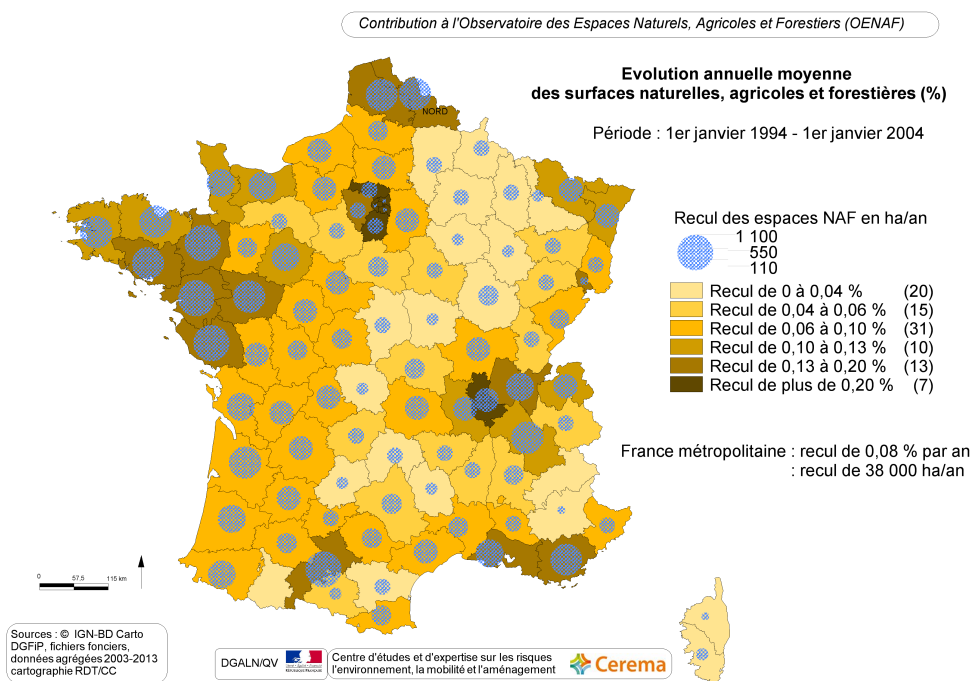 Contribution à l'Observatoire des Espaces Naturels, Agricoles et Forestiers (OENAF)
Evolution annuelle moyenne
des surfaces naturelles, agricoles et forestières (%)
Période : 1er janvier 1994 - 1er janvier 2004
NORD
Recul des espaces NAF en ha/an
1 100
550
110
Recul de 0 à 0,04 % (20)
Recul de 0,04 à 0,06 % (15)
Recul de 0,06 à 0,10 % (31)
Recul de 0,10 à 0,13 % (10)
Recul de 0,13 à 0,20 % (13)
Recul de plus de 0,20 % (7)
France métropolitaine : recul de 0,08 % par an
: recul de 38 000 ha/an
0 57,5 115 km
Sources : © IGN-BD Carto
DGFiP, fichiers fonciers,
données agrégées 2003-2013
cartographie RDT/CC
DGALN/QV
Liberté • Égalité • Fraternité
RÉPUBLIQUE FRANÇAISE
Centre d'études et d'expertise sur les risques
l'environnement, la mobilité et l'aménagement
Cerema